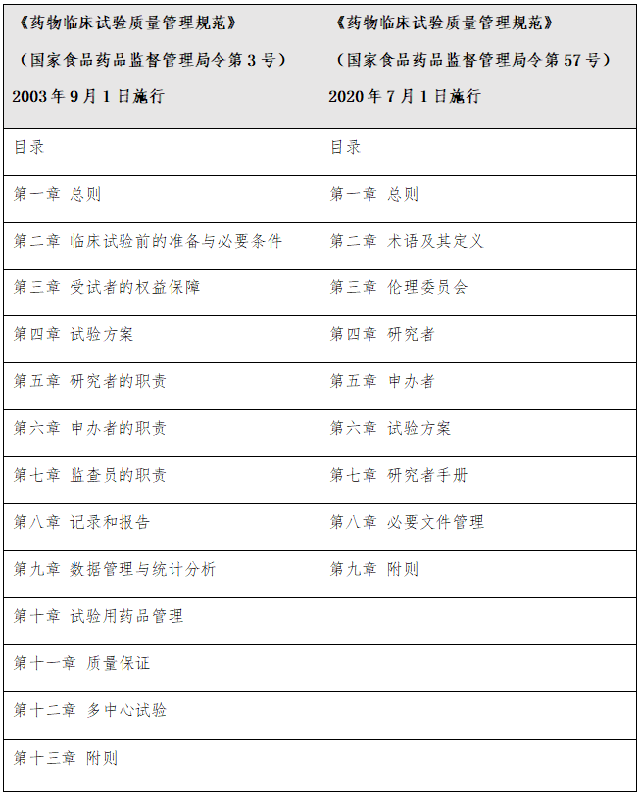 《药物临床试验质量管理规范》 《药物临床试验质量管理规范》
（国家食品药品监督管理局令第 3 号） （国家食品药品监督管理局令第 57 号）
2003 年 9 月 1 日施行 2020 年 7 月 1 日施行
目录 目录
第一章 总则 第一章 总则
第二章 临床试验前的准备与必要条件 第二章 术语及其定义
第三章 受试者的权益保障 第三章 伦理委员会
第四章 试验方案 第四章 研究者
第五章 研究者的职责 第五章 申办者
第六章 申办者的职责 第六章 试验方案
第七章 监查员的职责 第七章 研究者手册
第八章 记录和报告 第八章 必要文件管理
第九章 数据管理与统计分析 第九章 附则
第十章 试验用药品管理
第十一章 质量保证
第十二章 多中心试验
第十三章 附则